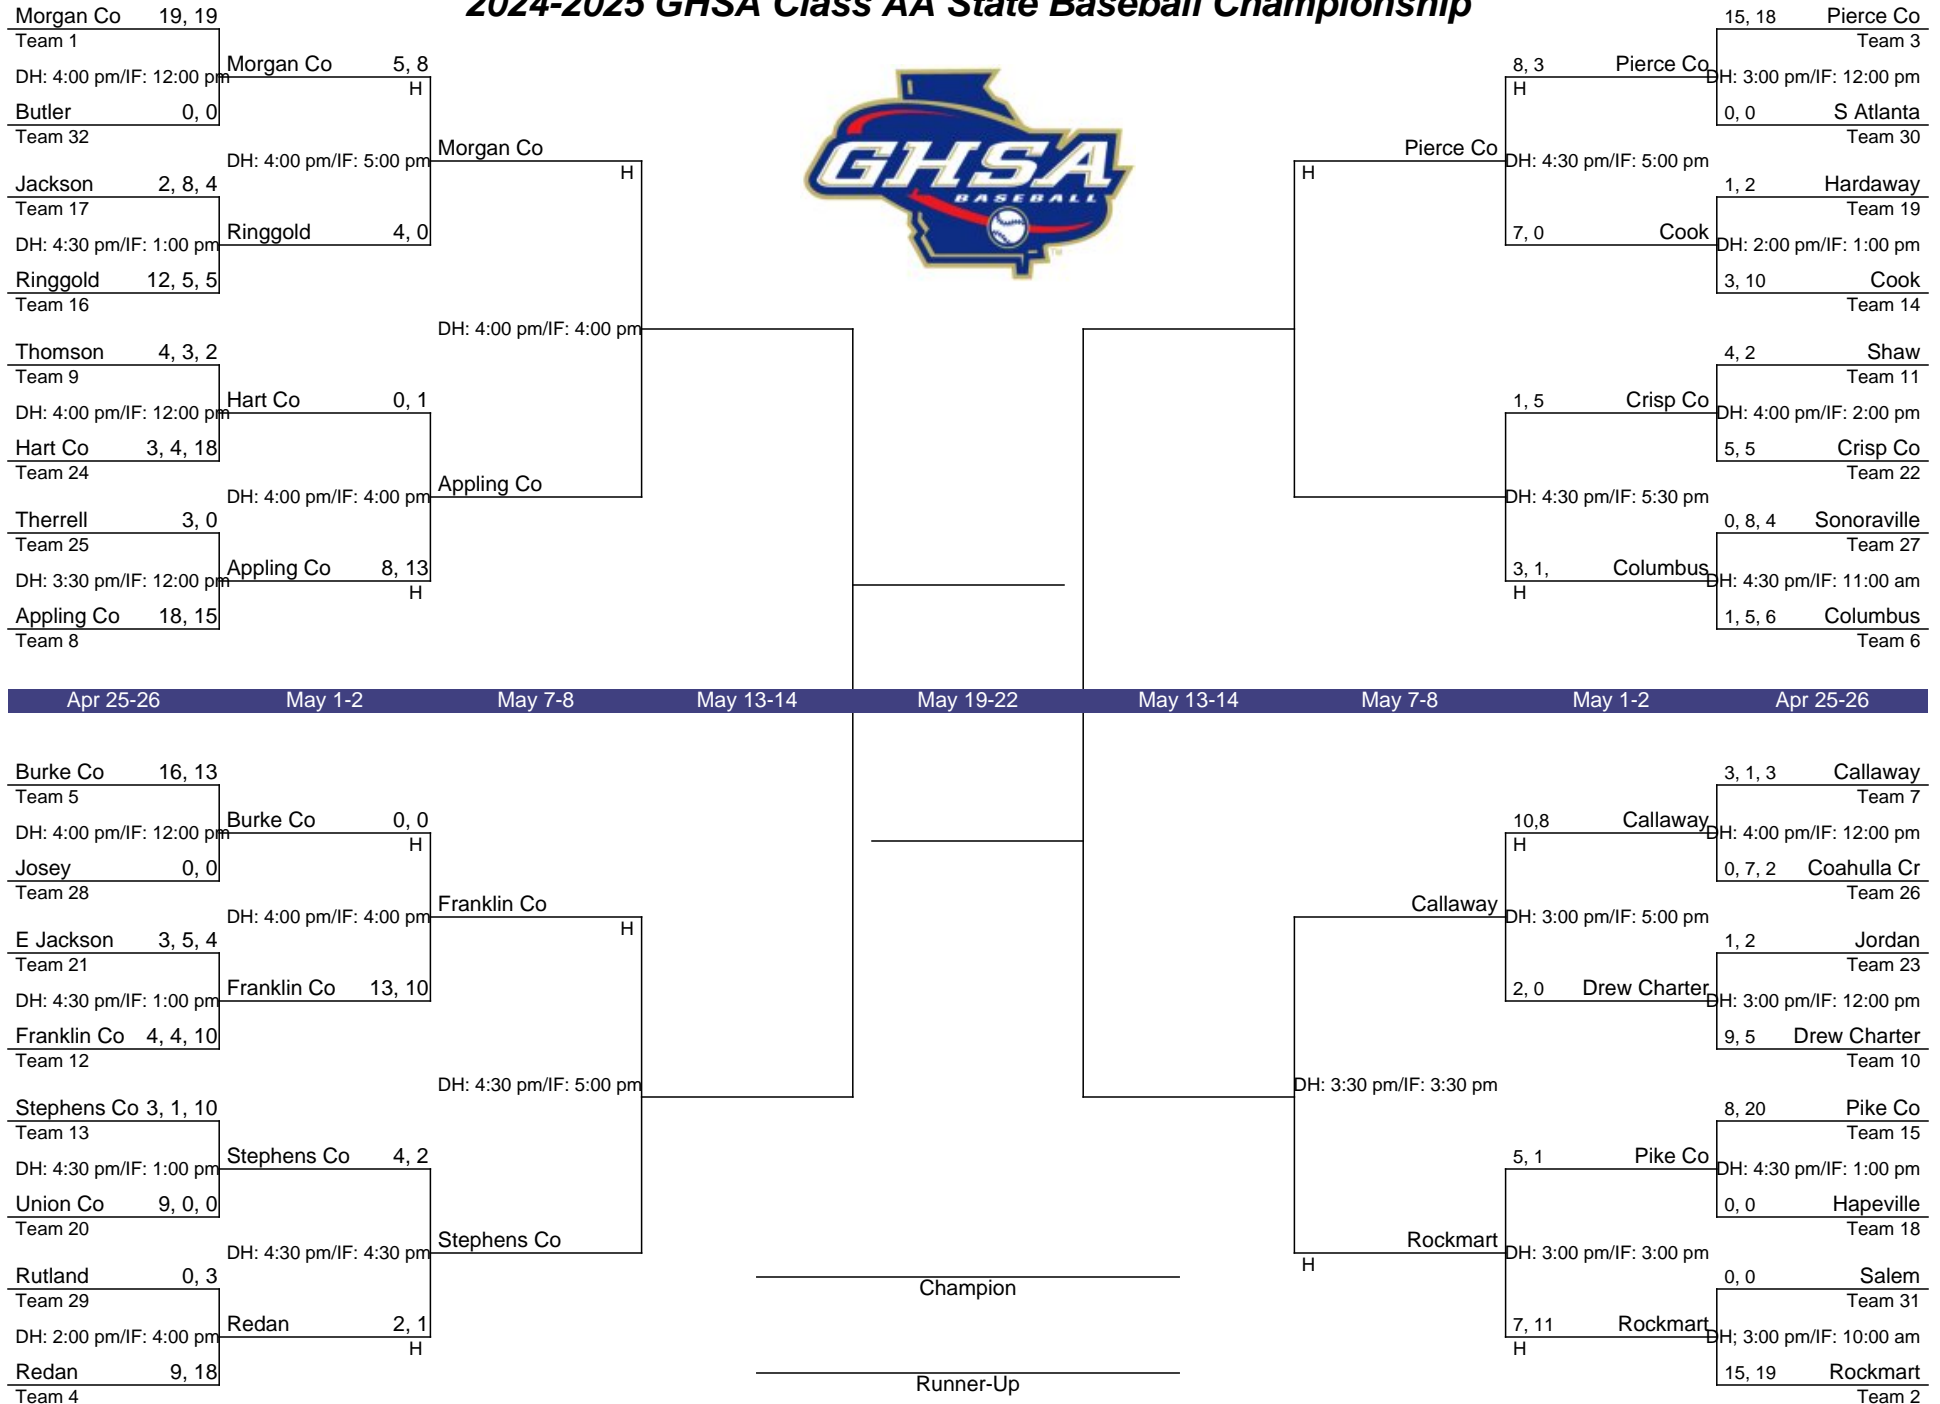 2024-2025 GHSA Class AA State Baseball Championship
Morgan Co 19, 19
Team 1
DH: 4:00 pm/IF: 12:00 pm
Butler 0, 0
Team 32
Jackson 2, 8, 4
Team 17
DH: 4:30 pm/IF: 1:00 pm
Ringgold 12, 5, 5
Team 16
Thomson 4, 3, 2
Team 9
DH: 4:00 pm/IF: 12:00 pm
Hart Co 3, 4, 18
Team 24
Therrell 3, 0
Team 25
DH: 3:30 pm/IF: 12:00 pm
Appling Co 18, 15
Team 8
Morgan Co 5, 8
H
DH: 4:00 pm/IF: 5:00 pm
Ringgold 4, 0
Hart Co 0, 1
DH: 4:00 pm/IF: 4:00 pm
Appling Co 8, 13
H
Morgan Co
H
DH: 4:00 pm/IF: 4:00 pm
Appling Co
GHSA
BASEBALL
TM
Pierce Co
H
8, 3 Pierce Co
H
DH: 4:30 pm/IF: 5:00 pm
7, 0 Cook
1, 5 Crisp Co
DH: 4:30 pm/IF: 5:30 pm
3, 1, Columbus
H
15, 18 Pierce Co
Team 3
DH: 3:00 pm/IF: 12:00 pm
0, 0 S Atlanta
Team 30
1, 2 Hardaway
Team 19
DH: 2:00 pm/IF: 1:00 pm
3, 10 Cook
Team 14
4, 2 Shaw
Team 11
DH: 4:00 pm/IF: 2:00 pm
5, 5 Crisp Co
Team 22
0, 8, 4 Sonoraville
Team 27
DH: 4:30 pm/IF: 11:00 am
1, 5, 6 Columbus
Team 6
Apr 25-26 May 1-2 May 7-8 May 13-14 May 19-22 May 13-14 May 7-8 May 1-2 Apr 25-26
Burke Co 16, 13
Team 5
DH: 4:00 pm/IF: 12:00 pm
Josey 0, 0
Team 28
E Jackson 3, 5, 4
Team 21
DH: 4:30 pm/IF: 1:00 pm
Franklin Co 4, 4, 10
Team 12
Stephens Co 3, 1, 10
Team 13
DH: 4:30 pm/IF: 1:00 pm
Union Co 9, 0, 0
Team 20
Rutland 0, 3
Team 29
DH: 2:00 pm/IF: 4:00 pm
Redan 9, 18
Team 4
Burke Co 0, 0
H
DH: 4:00 pm/IF: 4:00 pm
Franklin Co 13, 10
Stephens Co 4, 2
DH: 4:30 pm/IF: 4:30 pm
Redan 2, 1
H
Franklin Co
H
DH: 4:30 pm/IF: 5:00 pm
Stephens Co
Champion
Runner-Up
Callaway
DH: 3:30 pm/IF: 3:30 pm
Rockmart
H
10,8 Callaway
H
DH: 3:00 pm/IF: 5:00 pm
2, 0 Drew Charter
5, 1 Pike Co
DH: 3:00 pm/IF: 3:00 pm
7, 11 Rockmart
H
3, 1, 3 Callaway
Team 7
DH: 4:00 pm/IF: 12:00 pm
0, 7, 2 Coahulla Cr
Team 26
1, 2 Jordan
Team 23
DH: 3:00 pm/IF: 12:00 pm
9, 5 Drew Charter
Team 10
8, 20 Pike Co
Team 15
DH: 4:30 pm/IF: 1:00 pm
0, 0 Hapeville
Team 18
0, 0 Salem
Team 31
DH; 3:00 pm/IF: 10:00 am
15, 19 Rockmart
Team 2